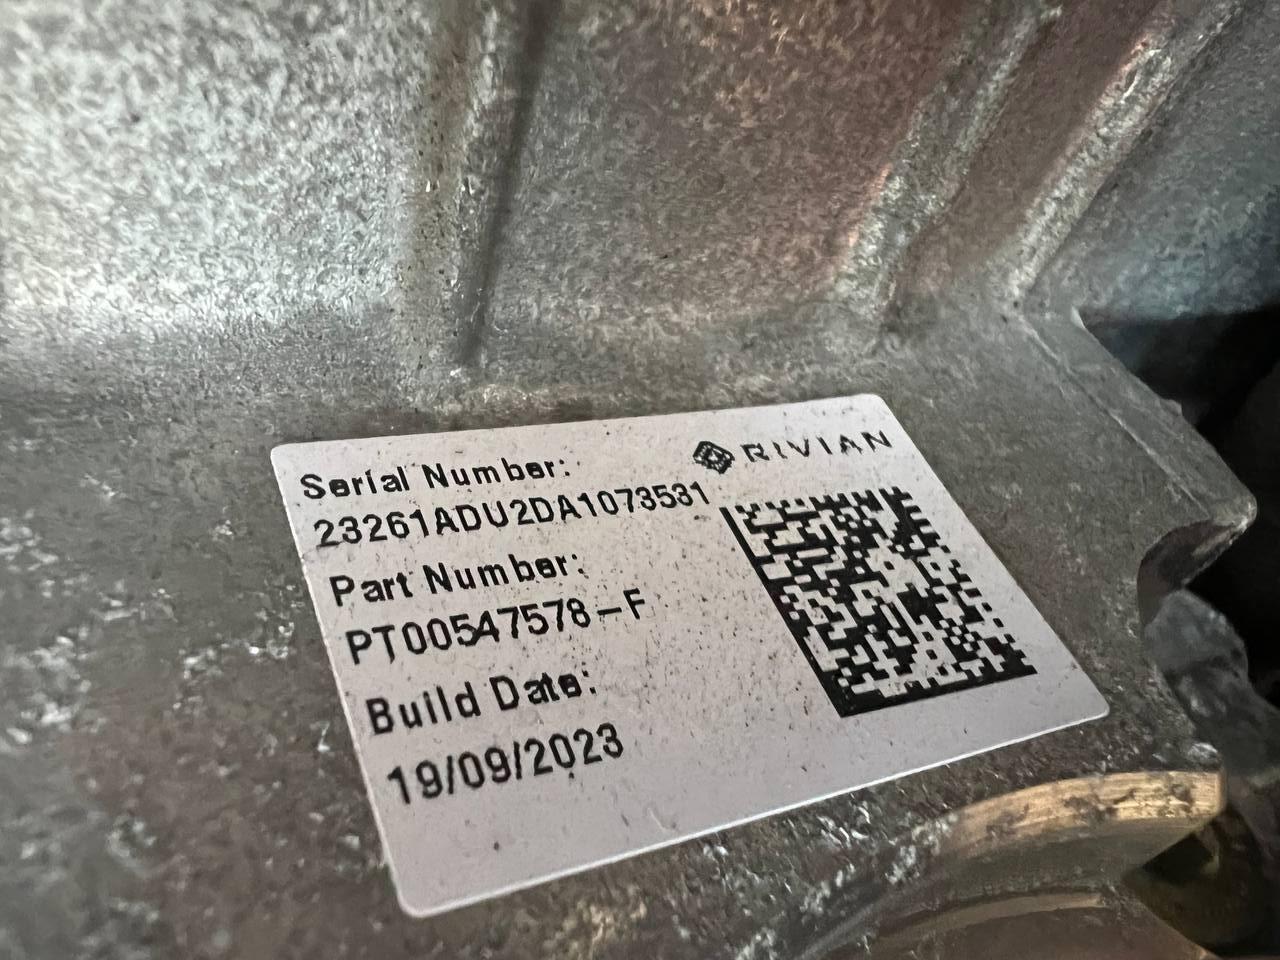 RIVIAN
Serial Number:
23261ADU2DA1073531
Part Number:
PT00547578-F
Build Date:
19/09/2023